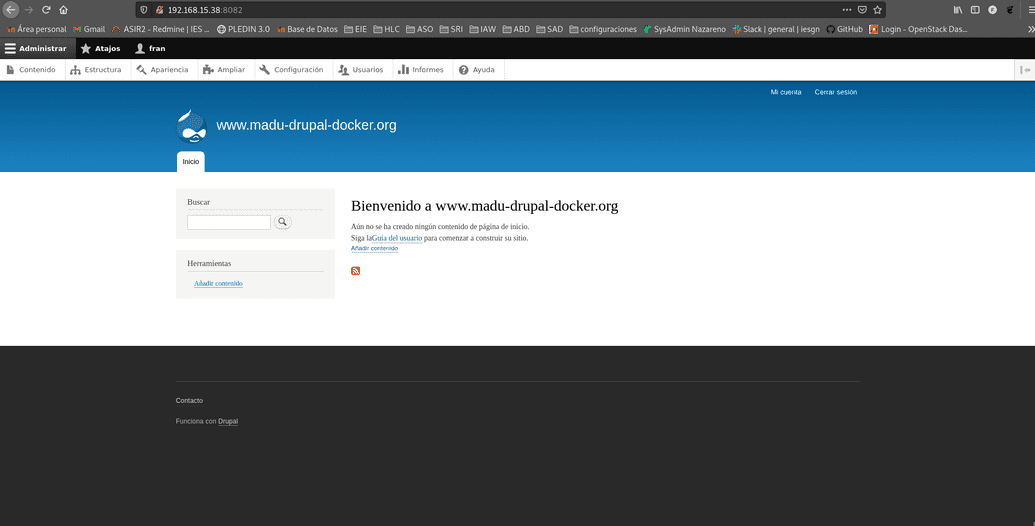 192.168.15.38:8082
Área personal Gmail ASIR2 - Redmine | IES ... PLEDIN 3.0 Base de Datos EIE HLC ASO SRI IAW ABD SAD configuraciones SysAdmin Nazareno Slack | general | iesgn GitHub Login - OpenStack Das...
Administrar Atajos fran
Contenido Estructura Apariencia Ampliar Configuración Usuarios Informes Ayuda
Mi cuenta Cerrar sesión
www.madu-drupal-docker.org
Inicio
Buscar
Herramientas
Añadir contenido
Bienvenido a www.madu-drupal-docker.org
Aún no se ha creado ningún contenido de página de inicio.
Siga laGuía del usuario para comenzar a construir su sitio.
Añadir contenido
Contacto
Funciona con Drupal